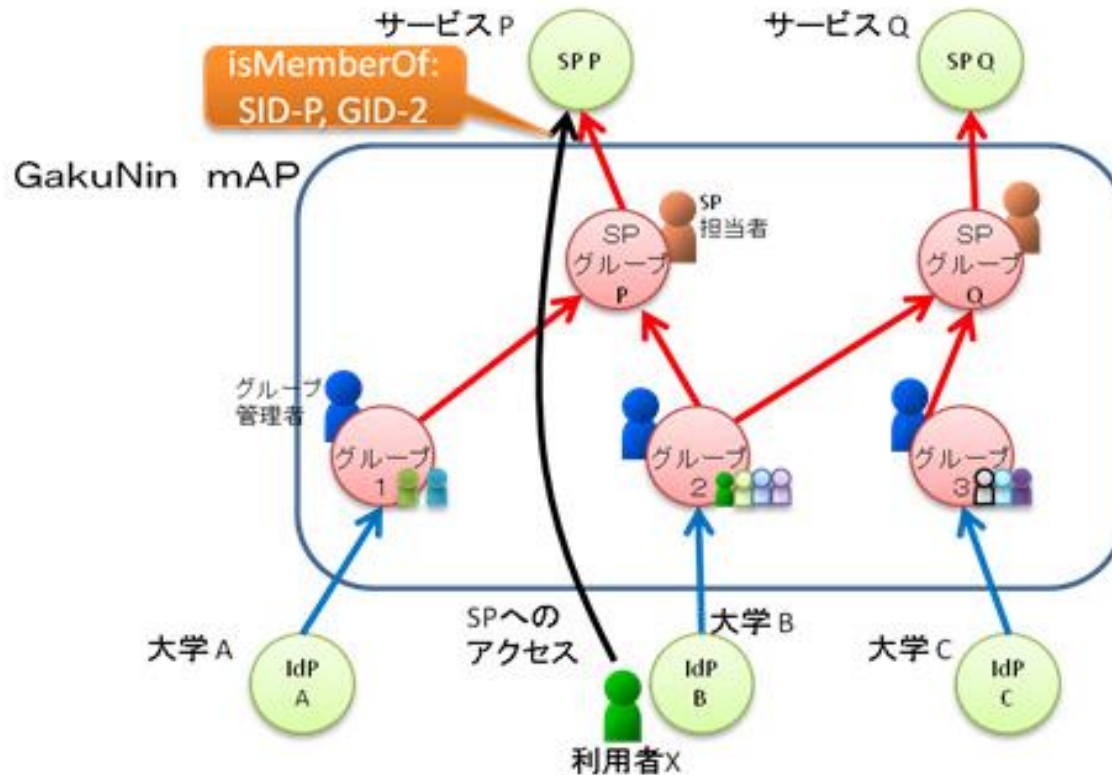 サービスP
サービスQ
SP P
SP Q
isMemberOf:
SID-P, GID-2
GakuNin mAP
SP
担当者
SP
グループ
P
SP
グループ
Q
グループ
管理者
グループ
1
グループ
2
グループ
3
SPへの
アクセス
大学A
大学B
大学C
IdP
A
IdP
B
IdP
C
利用者X